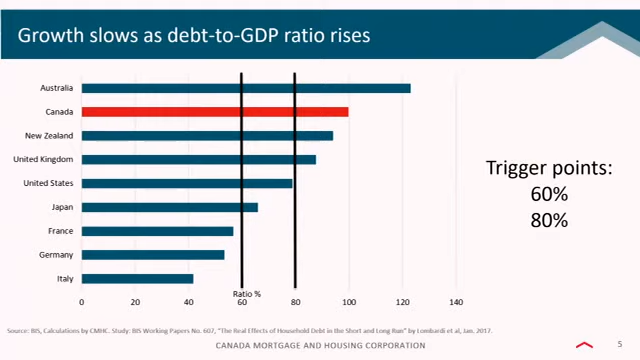 Growth slows as debt-to-GDP ratio rises
Australia
Canada
New Zealand
United Kingdom
United States
Japan
France
Germany
Italy
Ratio %
0 20 40 60 80 100 120 140
Trigger points:
60%
80%
Source: BIS, Calculations by CMHC. Study: BIS Working Papers No. 607, "The Real Effects of Household Debt in the Short and Long Run" by Lombardi et al, Jan. 2017.
CANADA MORTGAGE AND HOUSING CORPORATION
5